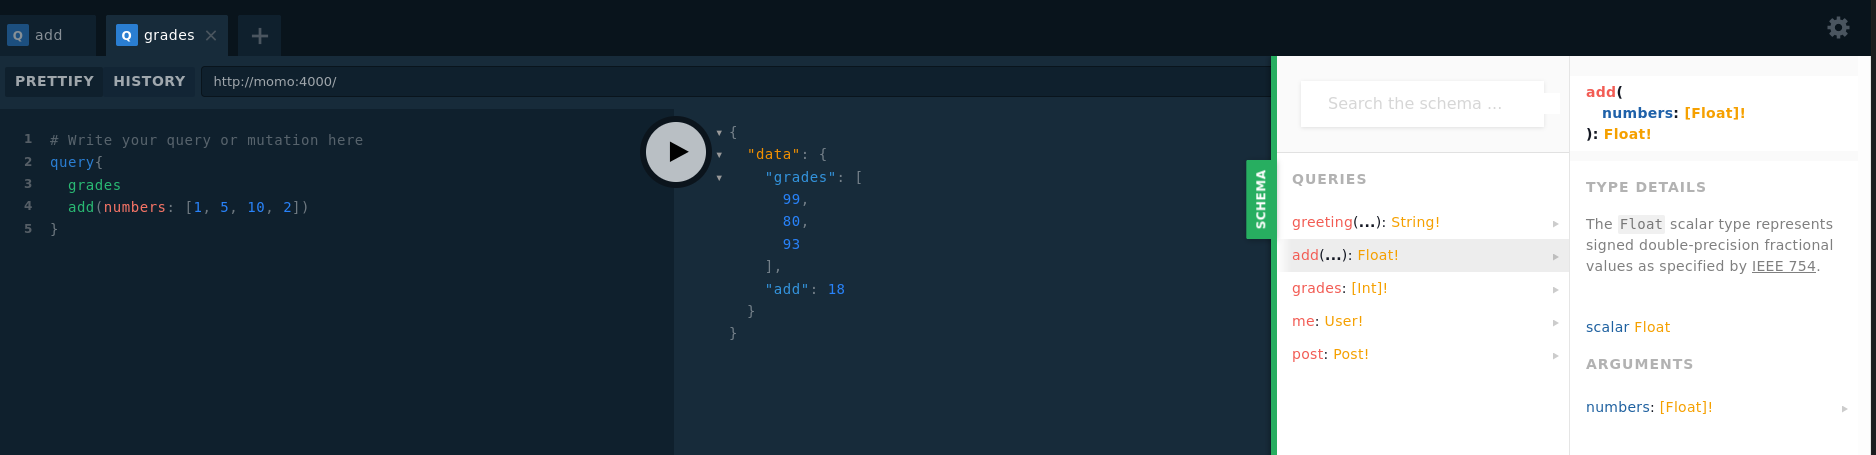 Q add
Q grades ×
+
PRETTIFY HISTORY http://momo:4000/
1 # Write your query or mutation here
2 query{
3   grades
4   add(numbers: [1, 5, 10, 2])
5 }
{
  "data": {
    "grades": [
      99,
      80,
      93
    ],
    "add": 18
  }
}
SCHEMA
Search the schema ...
QUERIES
greeting(...): String!
add(...): Float!
grades: [Int]!
me: User!
post: Post!
add(
  numbers: [Float]!
): Float!
TYPE DETAILS
The Float scalar type represents
signed double-precision fractional
values as specified by IEEE 754.
scalar Float
ARGUMENTS
numbers: [Float]!